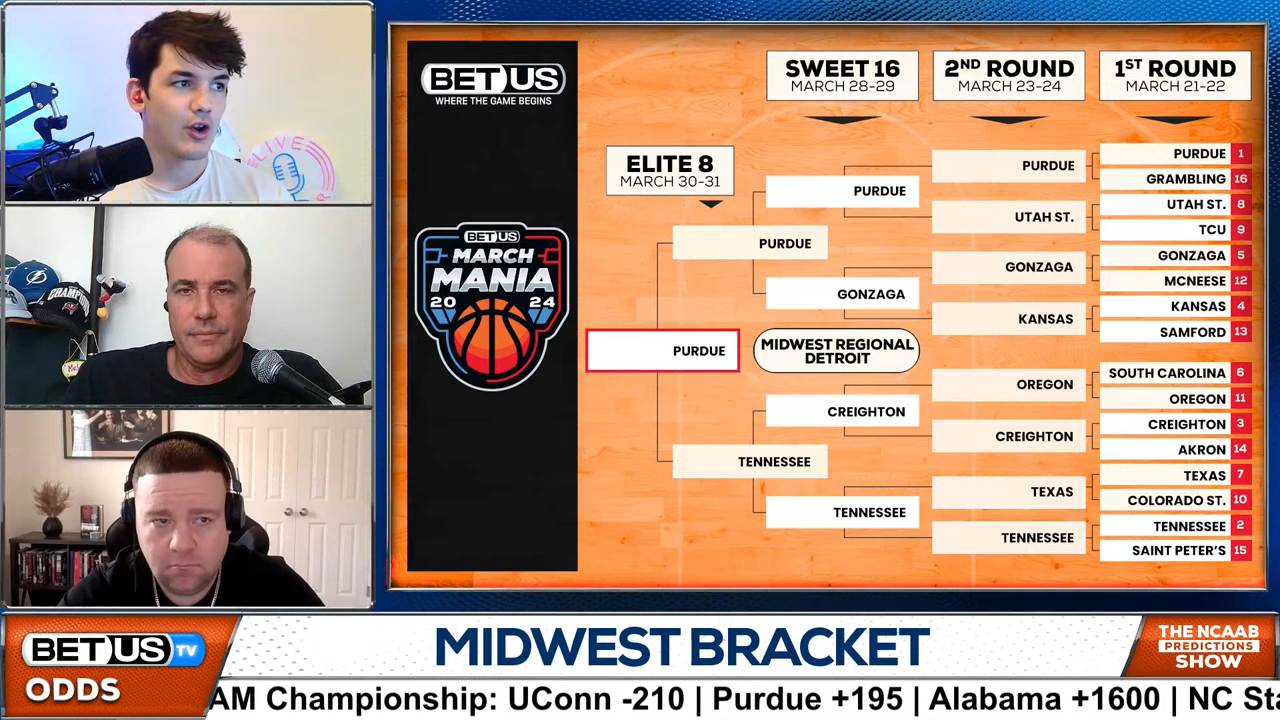 LIVE
CHAMPIONS
BETUS
WHERE THE GAME BEGINS
BETUS
MARCH
MANIA
20 24
SWEET 16
MARCH 28-29
2ND ROUND
MARCH 23-24
1ST ROUND
MARCH 21-22
ELITE 8
MARCH 30-31
PURDUE 1
GRAMBLING 16
UTAH ST. 8
TCU 9
GONZAGA 5
MCNEESE 12
KANSAS 4
SAMFORD 13
SOUTH CAROLINA 6
OREGON 11
CREIGHTON 3
AKRON 14
TEXAS 7
COLORADO ST. 10
TENNESSEE 2
SAINT PETER'S 15
PURDUE
UTAH ST.
GONZAGA
KANSAS
OREGON
CREIGHTON
TEXAS
TENNESSEE
PURDUE
GONZAGA
CREIGHTON
TENNESSEE
PURDUE
TENNESSEE
PURDUE
MIDWEST REGIONAL
DETROIT
BETUS TV
ODDS
MIDWEST BRACKET
THE NCAAB
PREDICTIONS
SHOW
AM Championship: UConn -210 | Purdue +195 | Alabama +1600 | NC Sta